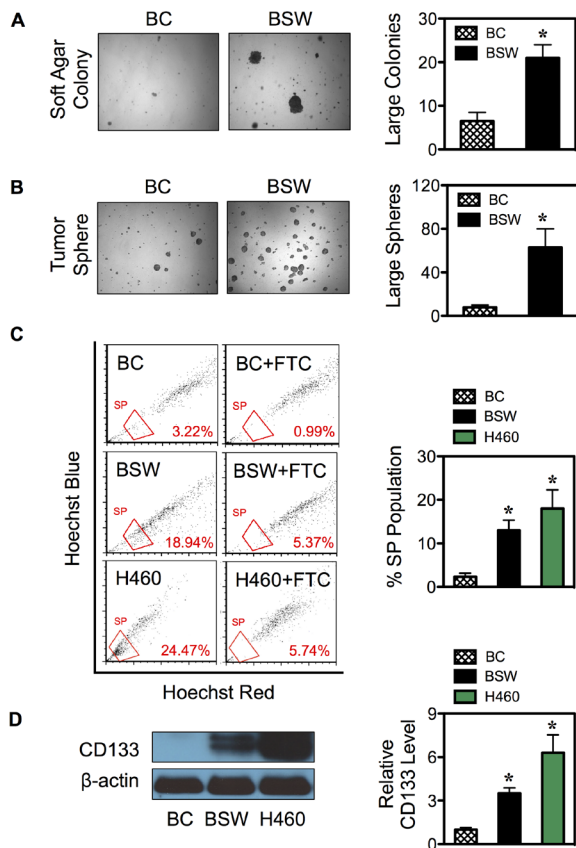 A
BC
BSW
Soft Agar
Colony
Large Colonies
30
20
10
0
BC
BSW
*
B
BC
BSW
Tumor
Sphere
Large Spheres
120
80
40
0
BC
BSW
*
C
Hoechst Blue
BC
SP
3.22%
BC+FTC
SP
0.99%
BSW
SP
18.94%
BSW+FTC
SP
5.37%
H460
SP
24.47%
H460+FTC
SP
5.74%
Hoechst Red
BC
BSW
H460
% SP Population
30
20
10
0
*
*
D
CD133
β-actin
BC BSW H460
BC
BSW
H460
Relative
CD133 Level
9
6
3
0
*
*